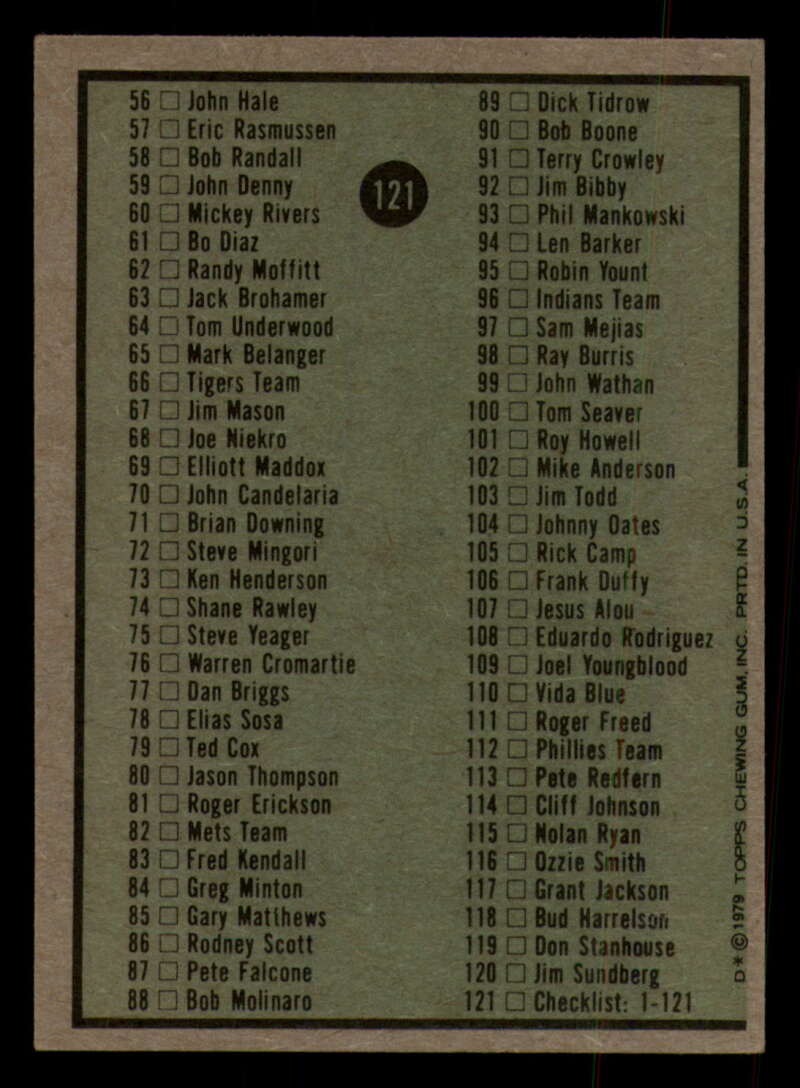 56 ☐ John Hale
57 ☐ Eric Rasmussen
58 ☐ Bob Randall
59 ☐ John Denny
60 ☐ Mickey Rivers
61 ☐ Bo Diaz
62 ☐ Randy Moffitt
63 ☐ Jack Brohamer
64 ☐ Tom Underwood
65 ☐ Mark Belanger
66 ☐ Tigers Team
67 ☐ Jim Mason
68 ☐ Joe Niekro
69 ☐ Elliott Maddox
70 ☐ John Candelaria
71 ☐ Brian Downing
72 ☐ Steve Mingori
73 ☐ Ken Henderson
74 ☐ Shane Rawley
75 ☐ Steve Yeager
76 ☐ Warren Cromartie
77 ☐ Dan Briggs
78 ☐ Elias Sosa
79 ☐ Ted Cox
80 ☐ Jason Thompson
81 ☐ Roger Erickson
82 ☐ Mets Team
83 ☐ Fred Kendall
84 ☐ Greg Minton
85 ☐ Gary Matthews
86 ☐ Rodney Scott
87 ☐ Pete Falcone
88 ☐ Bob Molinaro
121
89 ☐ Dick Tidrow
90 ☐ Bob Boone
91 ☐ Terry Crowley
92 ☐ Jim Bibby
93 ☐ Phil Mankowski
94 ☐ Len Barker
95 ☐ Robin Yount
96 ☐ Indians Team
97 ☐ Sam Mejias
98 ☐ Ray Burris
99 ☐ John Wathan
100 ☐ Tom Seaver
101 ☐ Roy Howell
102 ☐ Mike Anderson
103 ☐ Jim Todd
104 ☐ Johnny Oates
105 ☐ Rick Camp
106 ☐ Frank Duffy
107 ☐ Jesus Alou
108 ☐ Eduardo Rodriguez
109 ☐ Joel Youngblood
110 ☐ Vida Blue
111 ☐ Roger Freed
112 ☐ Phillies Team
113 ☐ Pete Redfern
114 ☐ Cliff Johnson
115 ☐ Nolan Ryan
116 ☐ Ozzie Smith
117 ☐ Grant Jackson
118 ☐ Bud Harrelson
119 ☐ Don Stanhouse
120 ☐ Jim Sundberg
121 ☐ Checklist: 1-121
D*©1979 TOPPS CHEWING GUM, INC. PRTD. IN U.S.A.